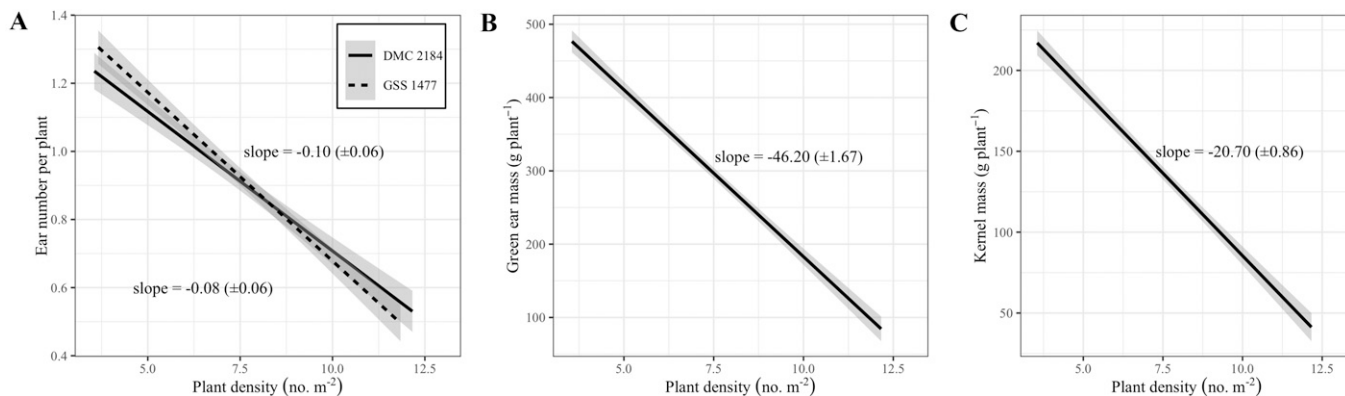 A
Ear number per plant
1.4
1.2
1.0
0.8
0.6
0.4
DMC 2184
GSS 1477
slope = -0.10 (±0.06)
slope = -0.08 (±0.06)
5.0
7.5
10.0
12.5
Plant density (no. m⁻²)
B
Green ear mass (g plant⁻¹)
500
400
300
200
100
slope = -46.20 (±1.67)
5.0
7.5
10.0
12.5
Plant density (no. m⁻²)
C
Kernel mass (g plant⁻¹)
200
150
100
50
slope = -20.70 (±0.86)
5.0
7.5
10.0
12.5
Plant density (no. m⁻²)